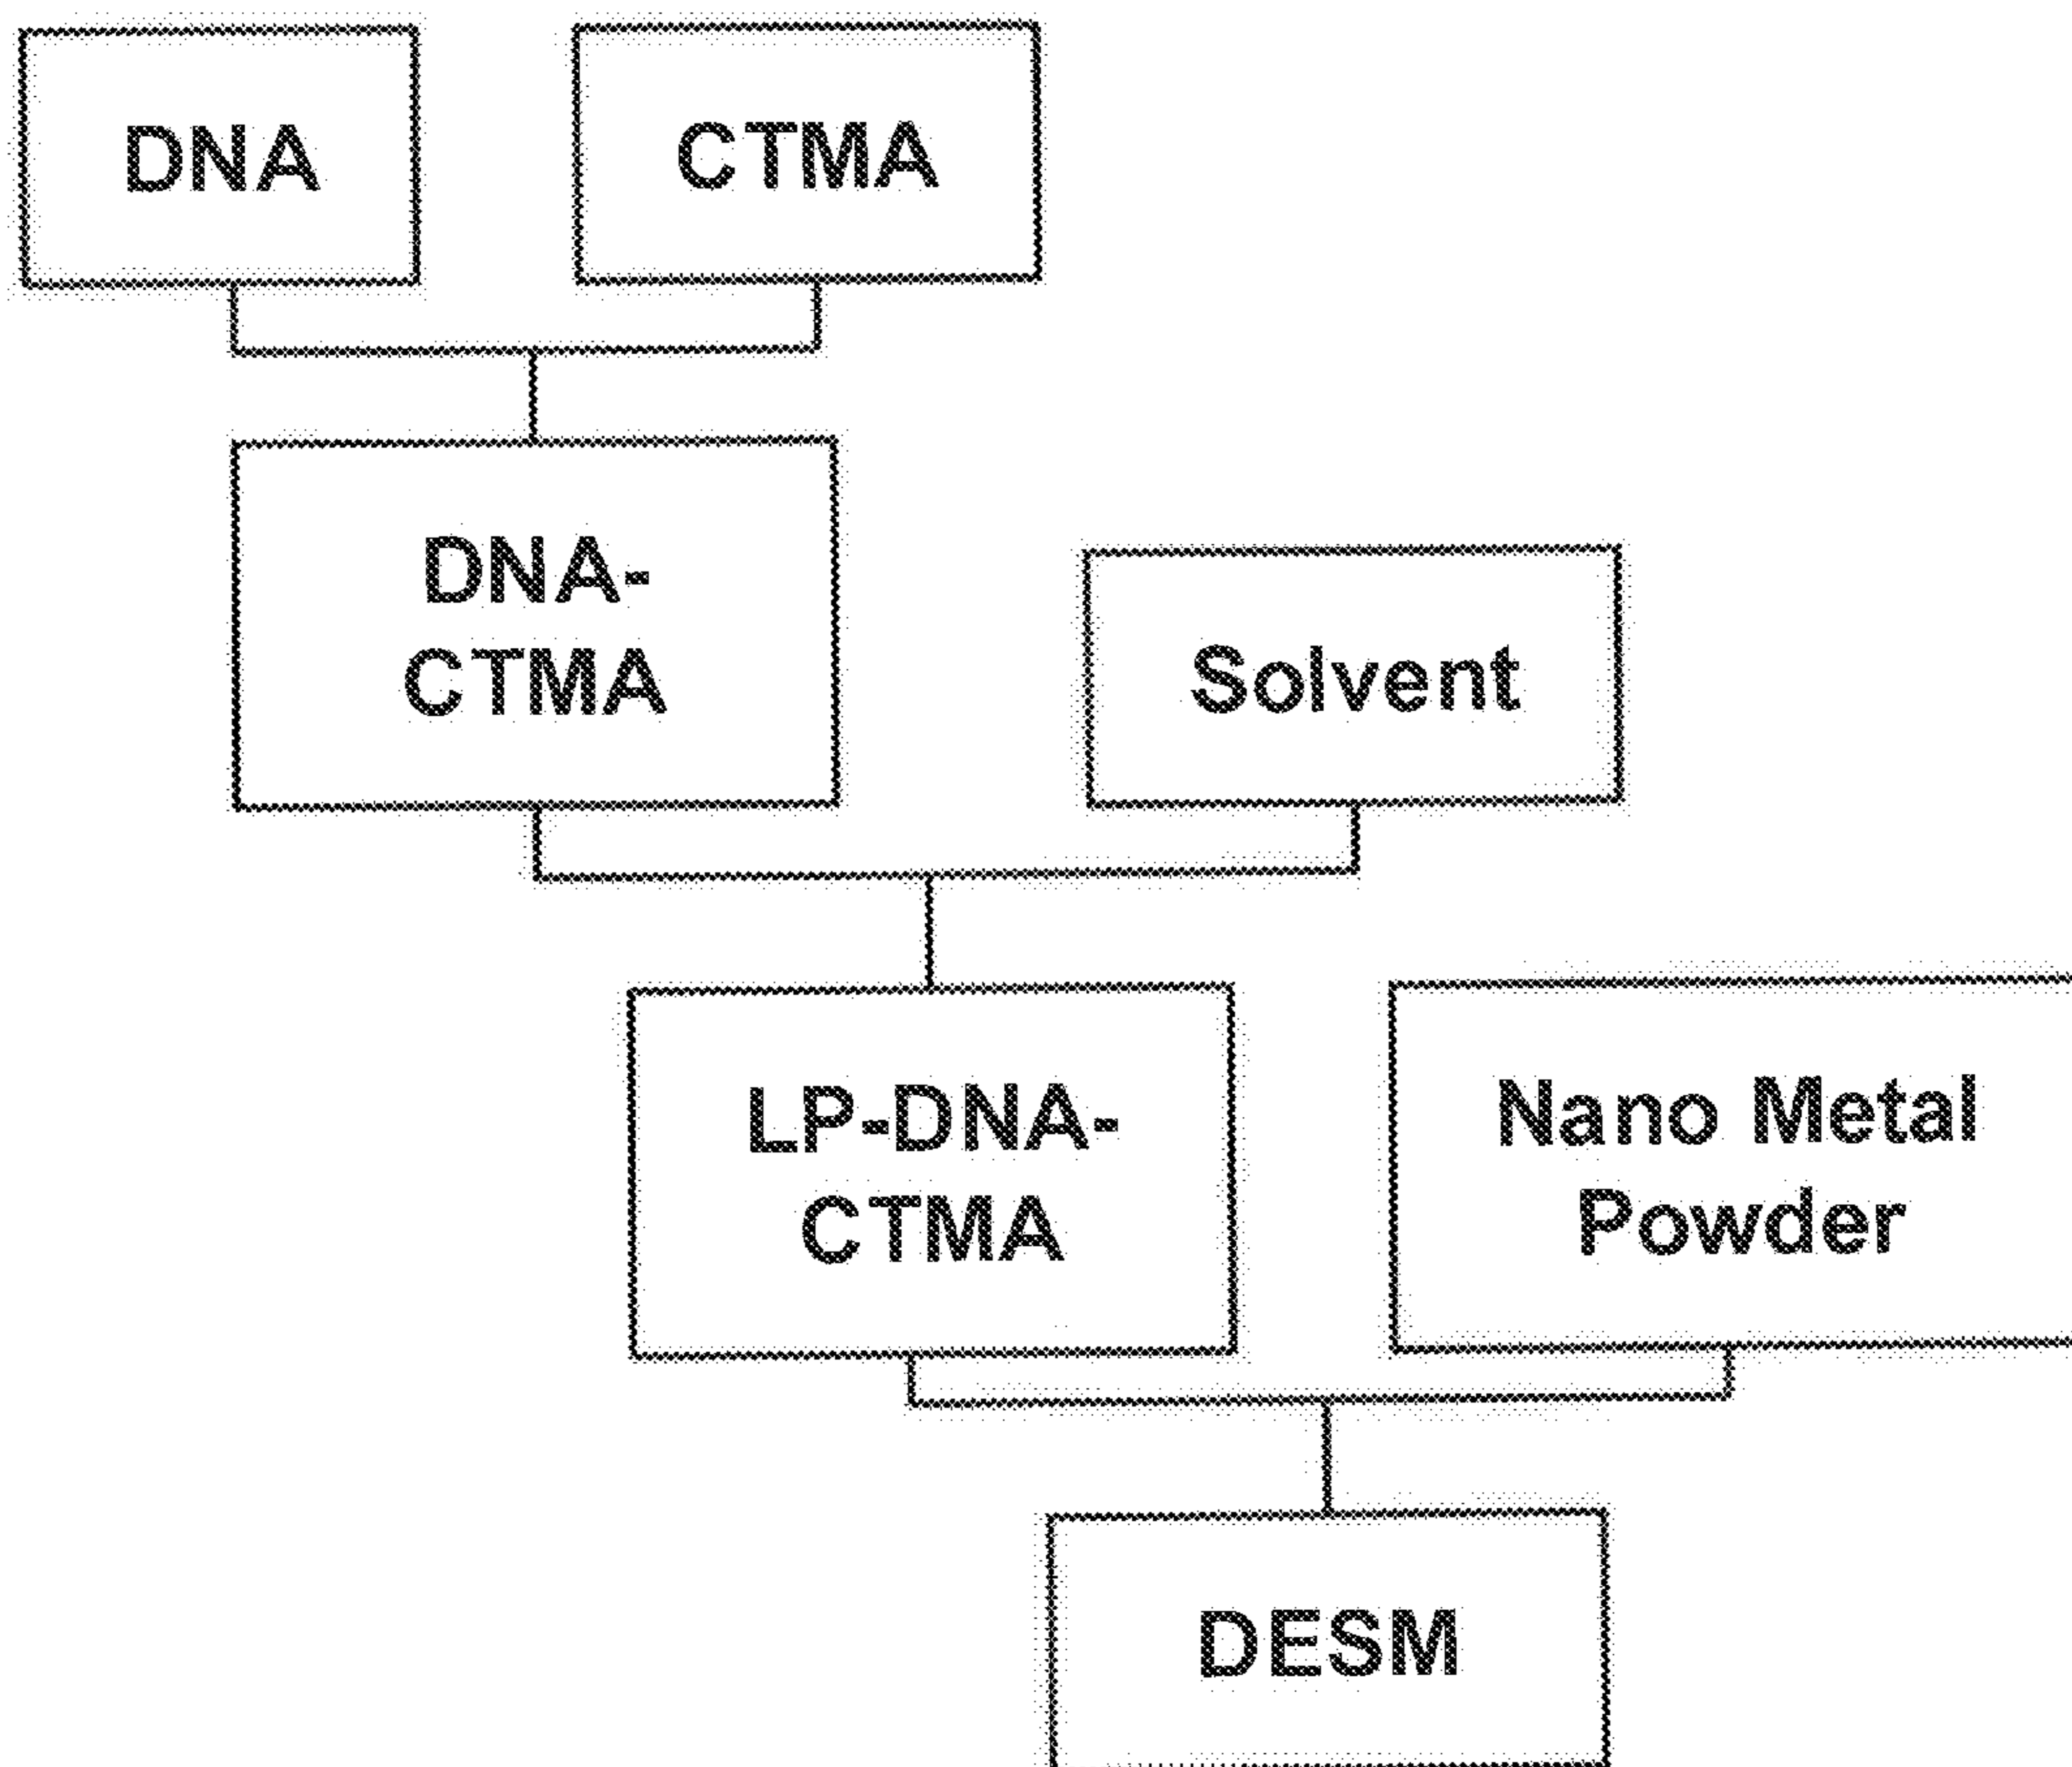 DNA
CTMA
DNA-
CTMA
Solvent
LP-DNA-
CTMA
Nano Metal
Powder
DESM